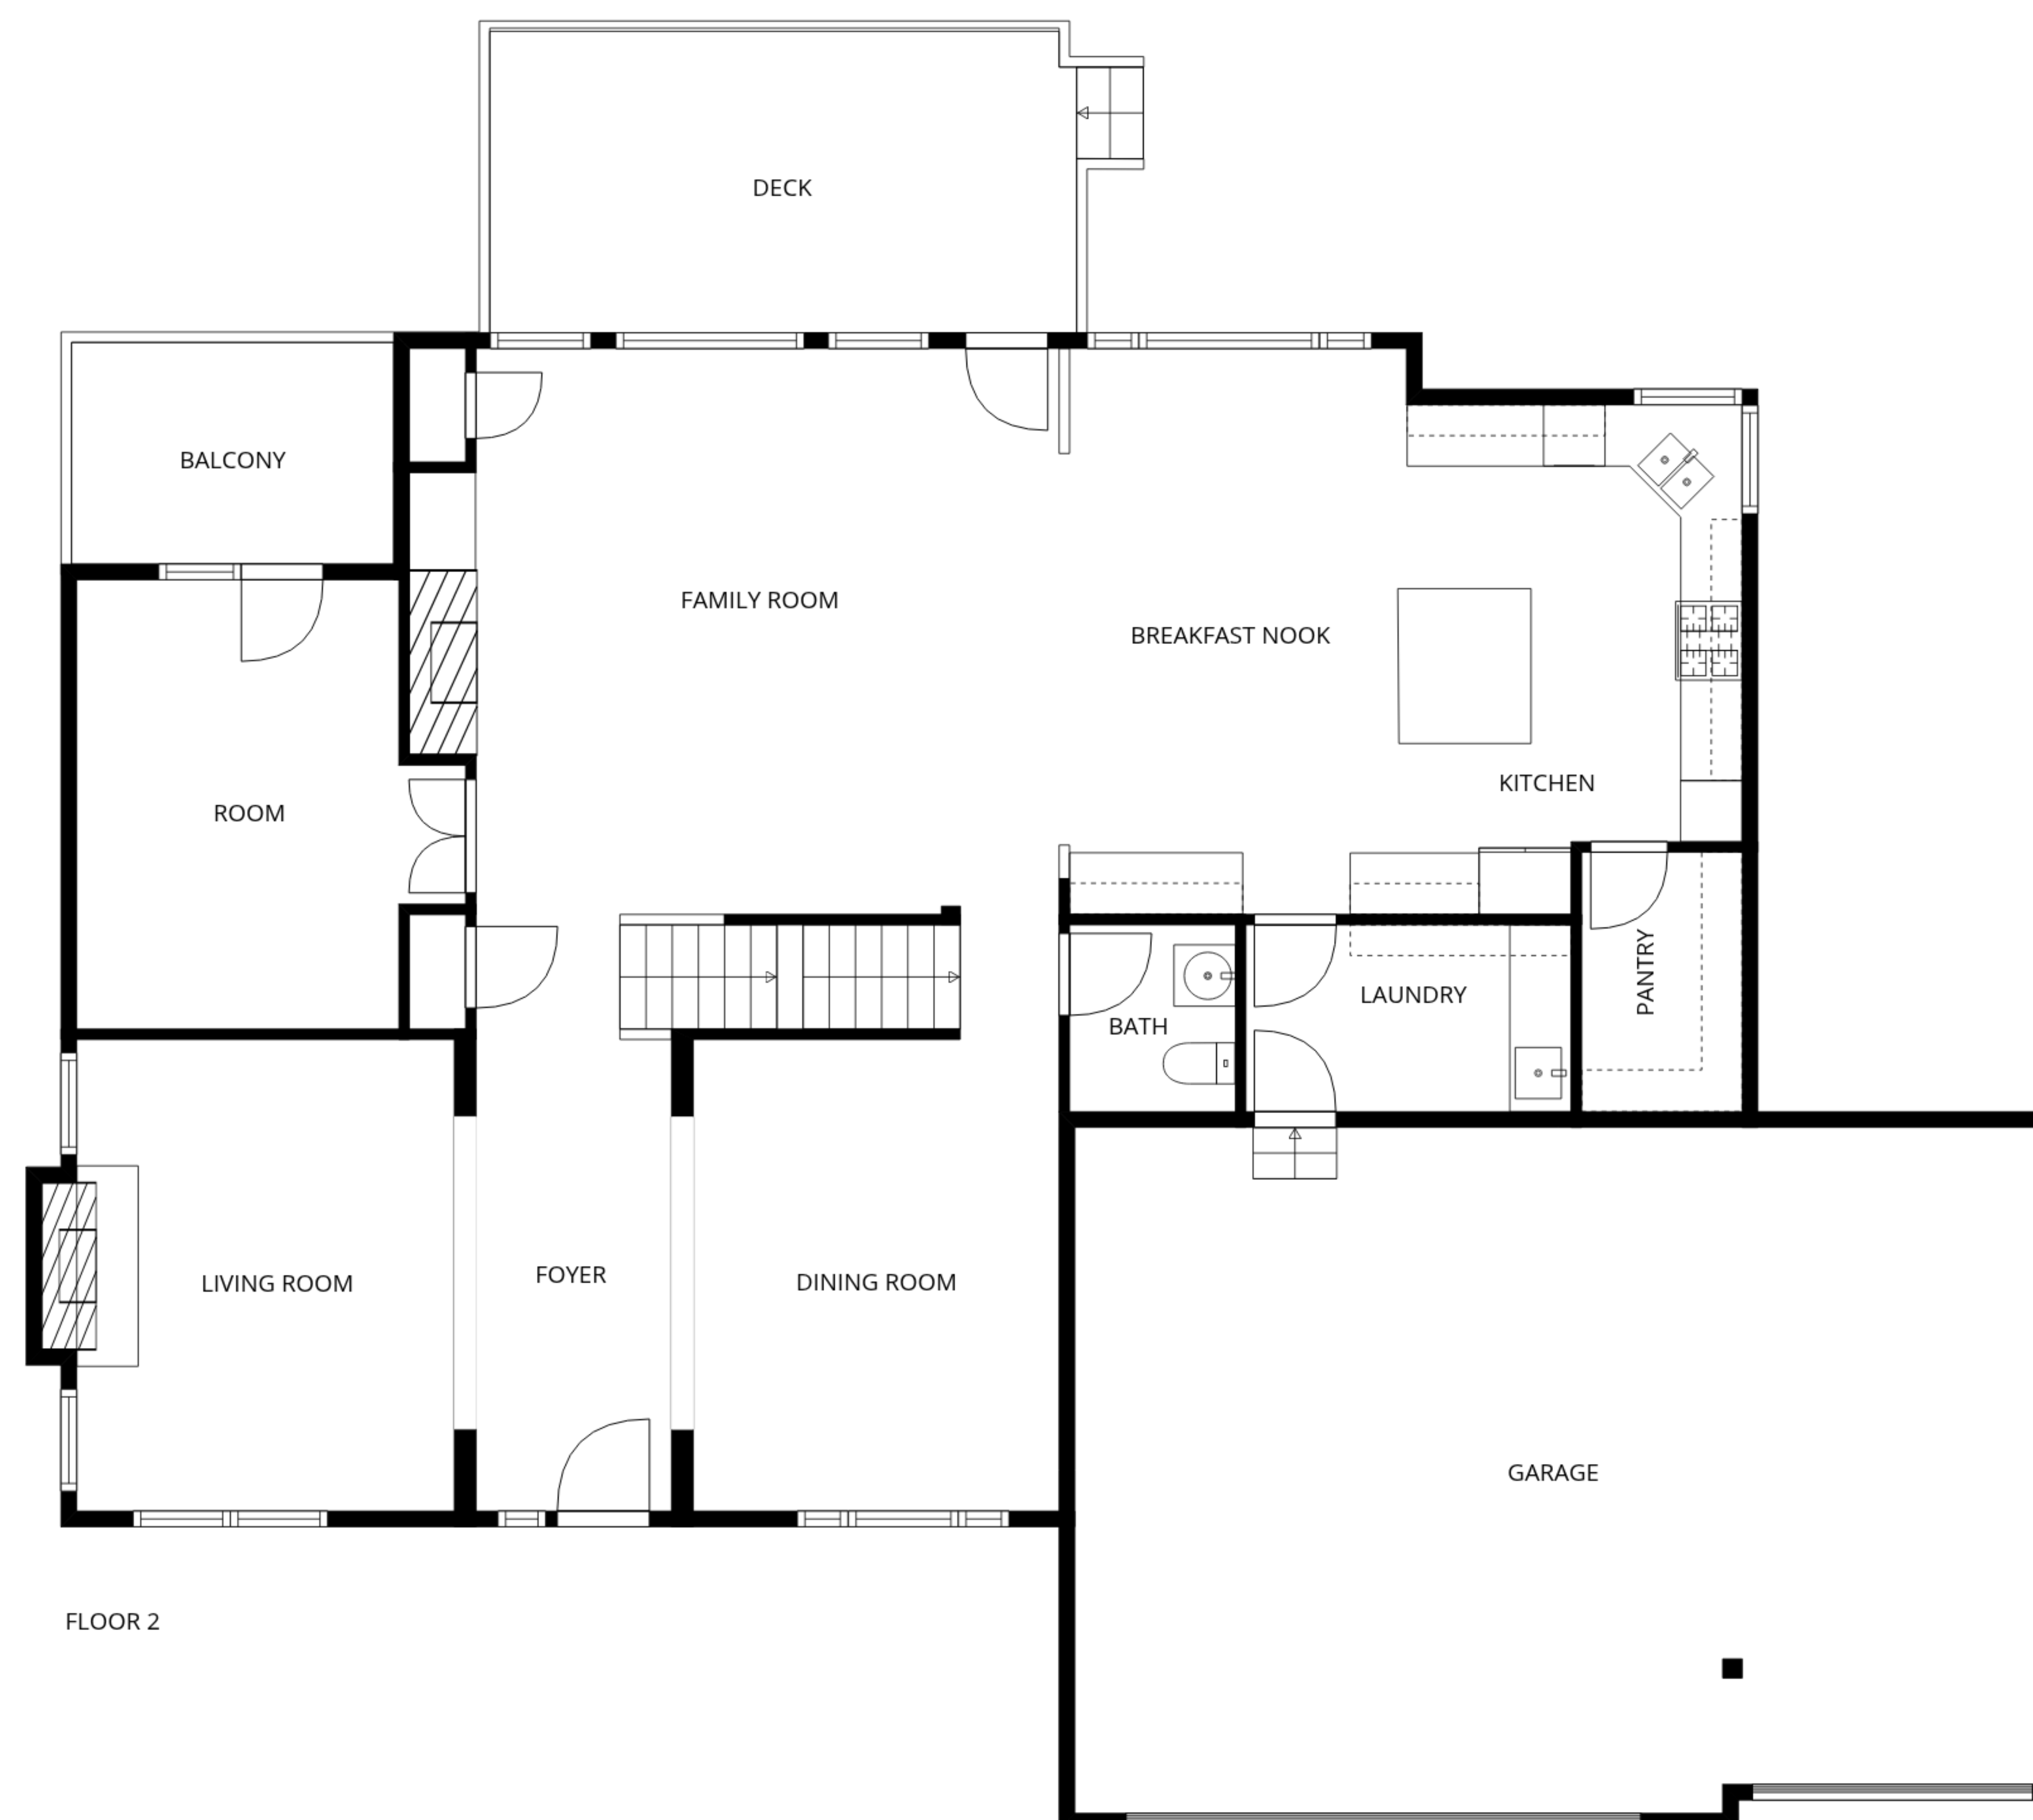 DECK
BALCONY
FAMILY ROOM
BREAKFAST NOOK
KITCHEN
ROOM
PANTRY
LAUNDRY
BATH
LIVING ROOM
FOYER
DINING ROOM
GARAGE
FLOOR 2